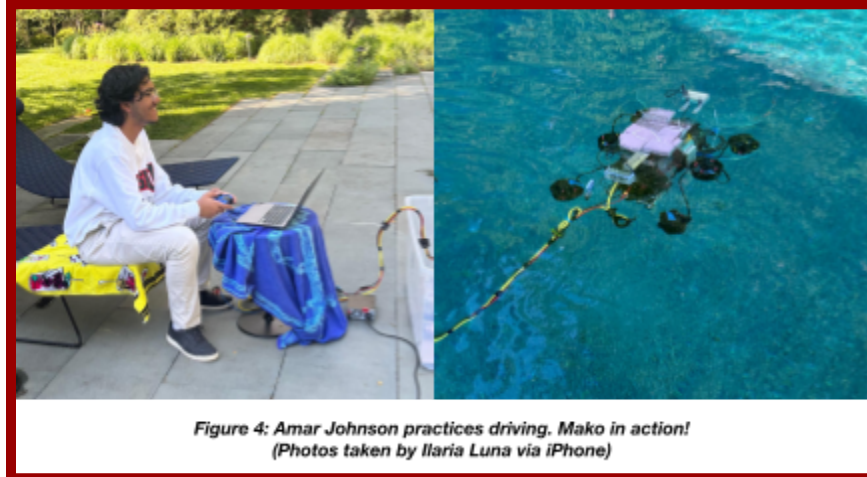 Figure 4: Amar Johnson practices driving. Mako in action!
(Photos taken by Ilaria Luna via iPhone)